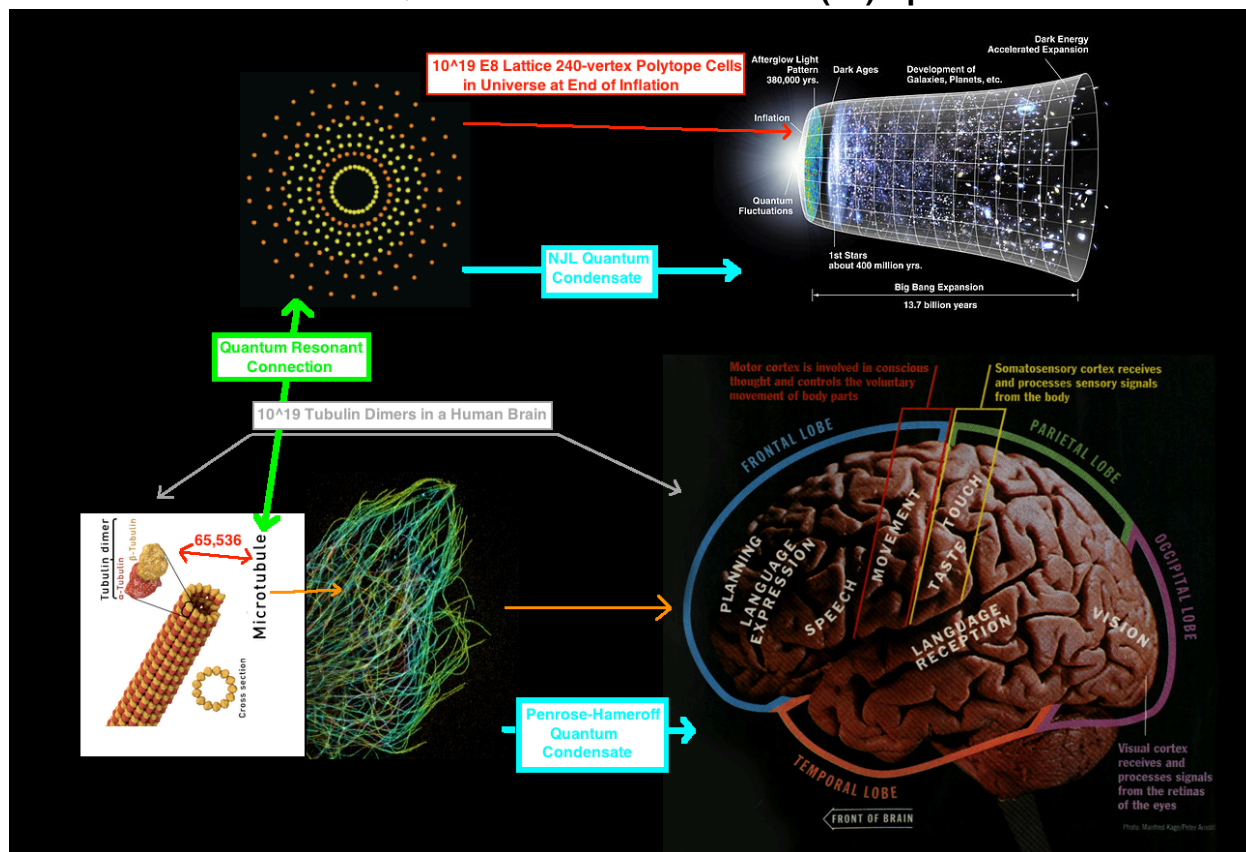 10^19 E8 Lattice 240-vertex Polytope Cells
in Universe at End of Inflation
Afterglow Light
Pattern
380,000 yrs.
Dark Ages
Development of
Galaxies, Planets, etc.
Dark Energy
Accelerated Expansion
Inflation
Quantum
Fluctuations
1st Stars
about 400 million yrs.
Big Bang Expansion
13.7 billion years
NJL Quantum
Condensate
Quantum Resonant
Connection
10^19 Tubulin Dimers in a Human Brain
Tubulin dimer
α-Tubulin
β-Tubulin
65,536
Microtubule
Cross section
Penrose-Hameroff
Quantum
Condensate
Motor cortex is involved in conscious
thought and controls the voluntary
movement of body parts
Somatosensory cortex receives
and processes sensory signals
from the body
FRONTAL LOBE
PARIETAL LOBE
OCCIPITAL LOBE
TEMPORAL LOBE
PLANNING
LANGUAGE
EXPRESSION
SPEECH
MOVEMENT
TOUCH
TASTE
LANGUAGE
RECEPTION
VISION
Visual cortex
receives and
processes signals
from the retinas
of the eyes
FRONT OF BRAIN
Photo, Manfred Kage/Peter Arnold